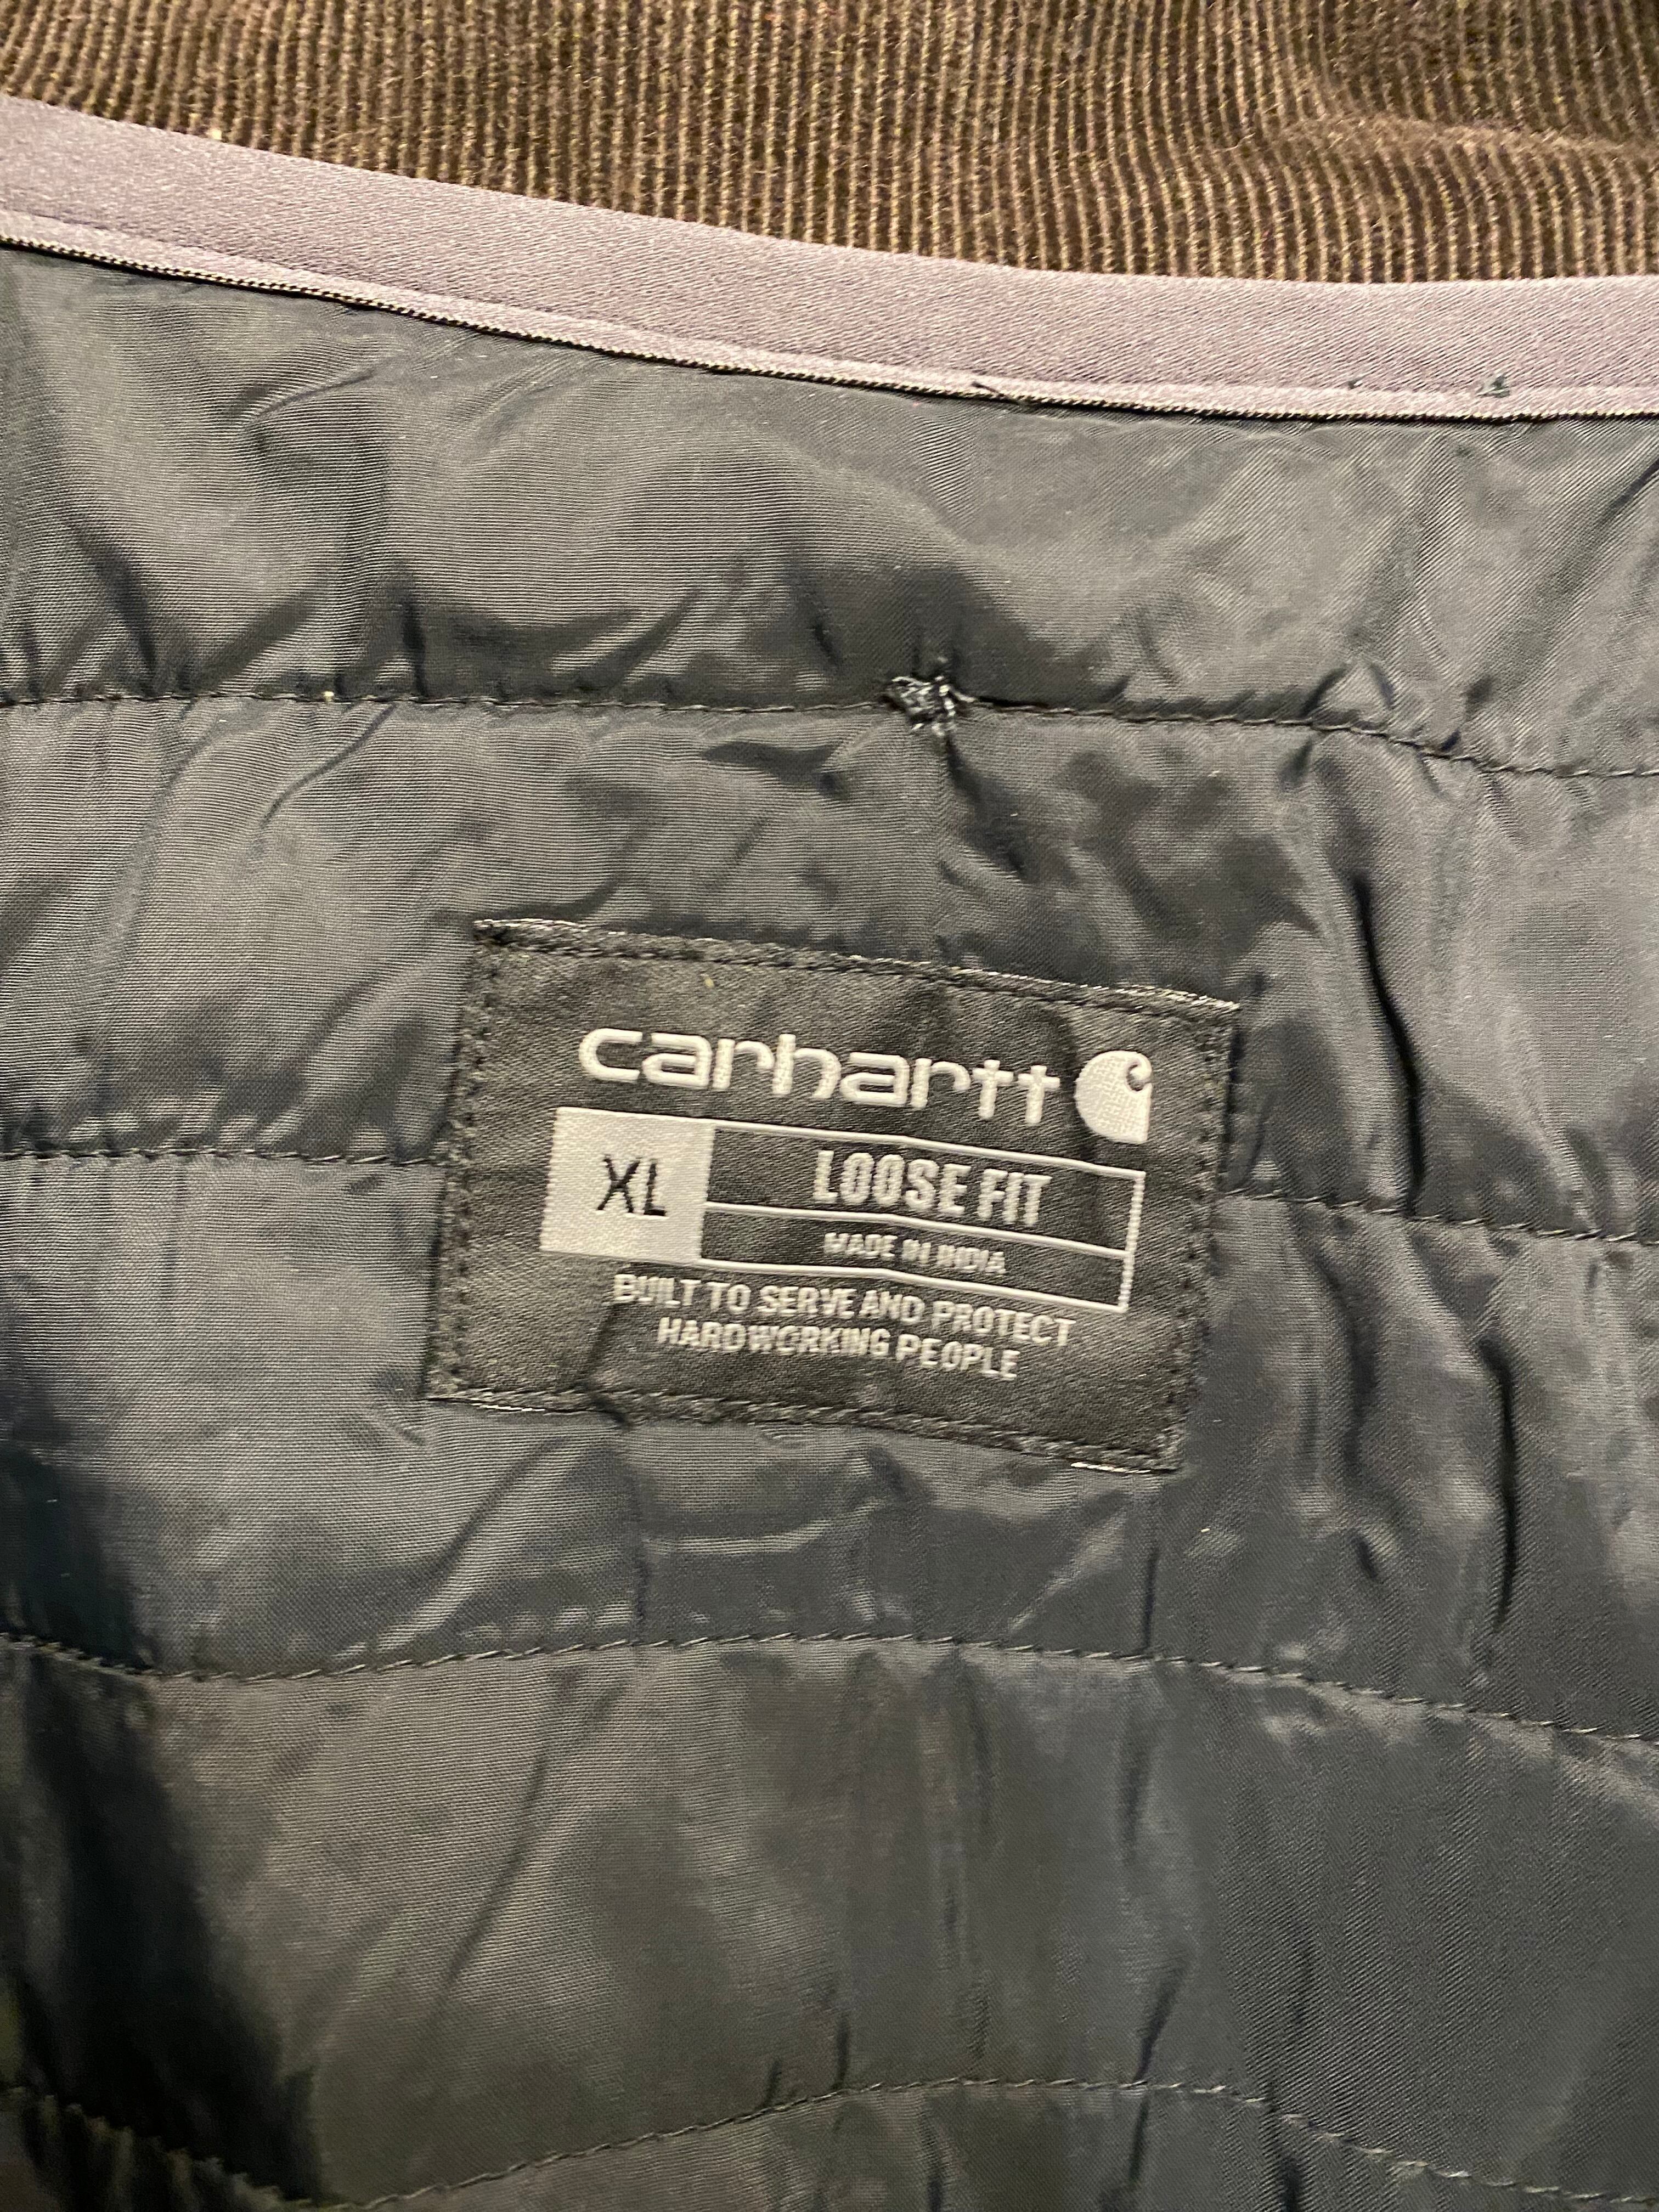 carhartt
XL
LOOSE FIT
MADE IN INDIA
BUILT TO SERVE AND PROTECT
HARDWORKING PEOPLE